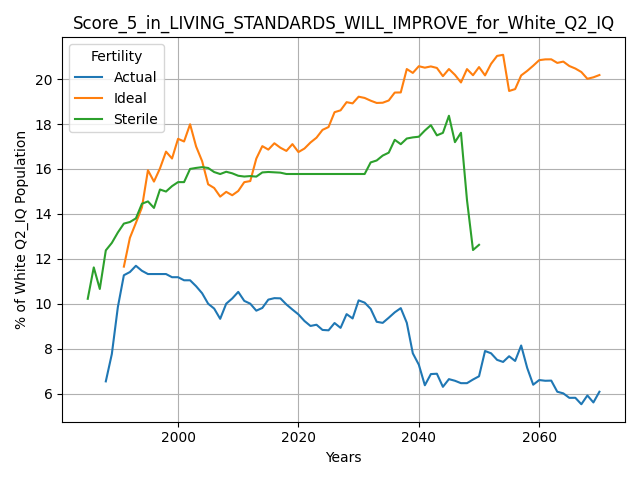 Score_5_in_LIVING_STANDARDS_WILL_IMPROVE_for_White_Q2_IQ
Fertility
Actual
Ideal
Sterile
% of White Q2_IQ Population
20
18
16
14
12
10
8
6
2000 2020 2040 2060
Years